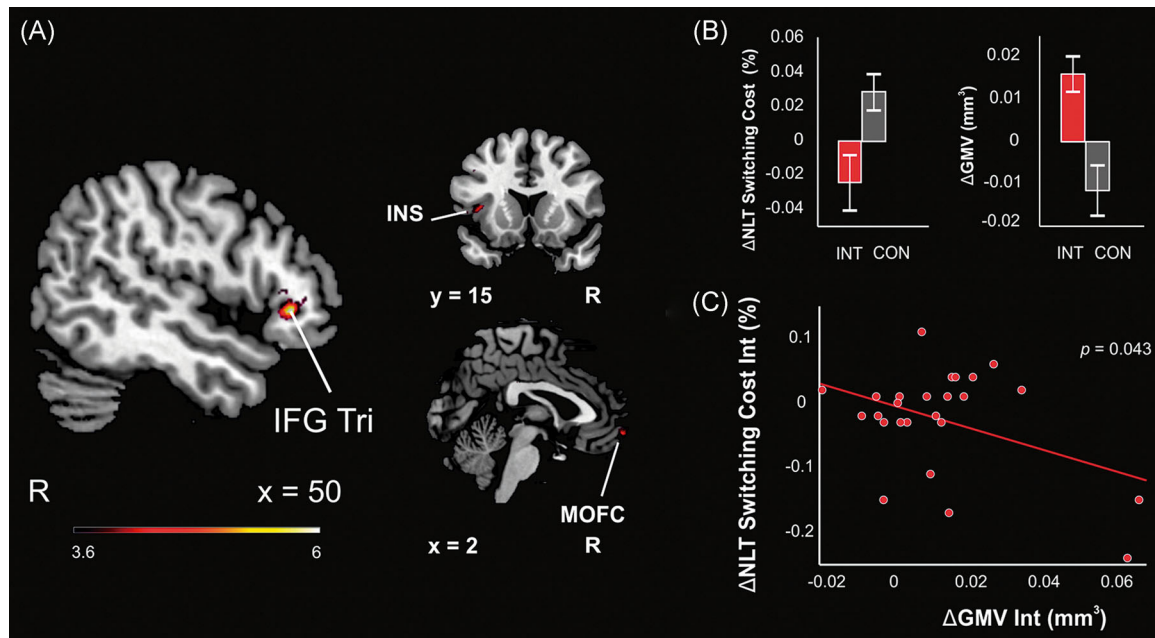 (A)
INS
y = 15 R
IFG Tri
R x = 50
3.6 6
MOFC
x = 2 R
(B)
ΔNLT Switching Cost (%)
0.06
0.04
0.02
0
-0.02
-0.04
INT CON
ΔGMV (mm³)
0.02
0.01
0
-0.01
-0.02
INT CON
(C)
ΔNLT Switching Cost Int (%)
p = 0.043
0.1
0
-0.1
-0.2
-0.02 0 0.02 0.04 0.06
ΔGMV Int (mm³)